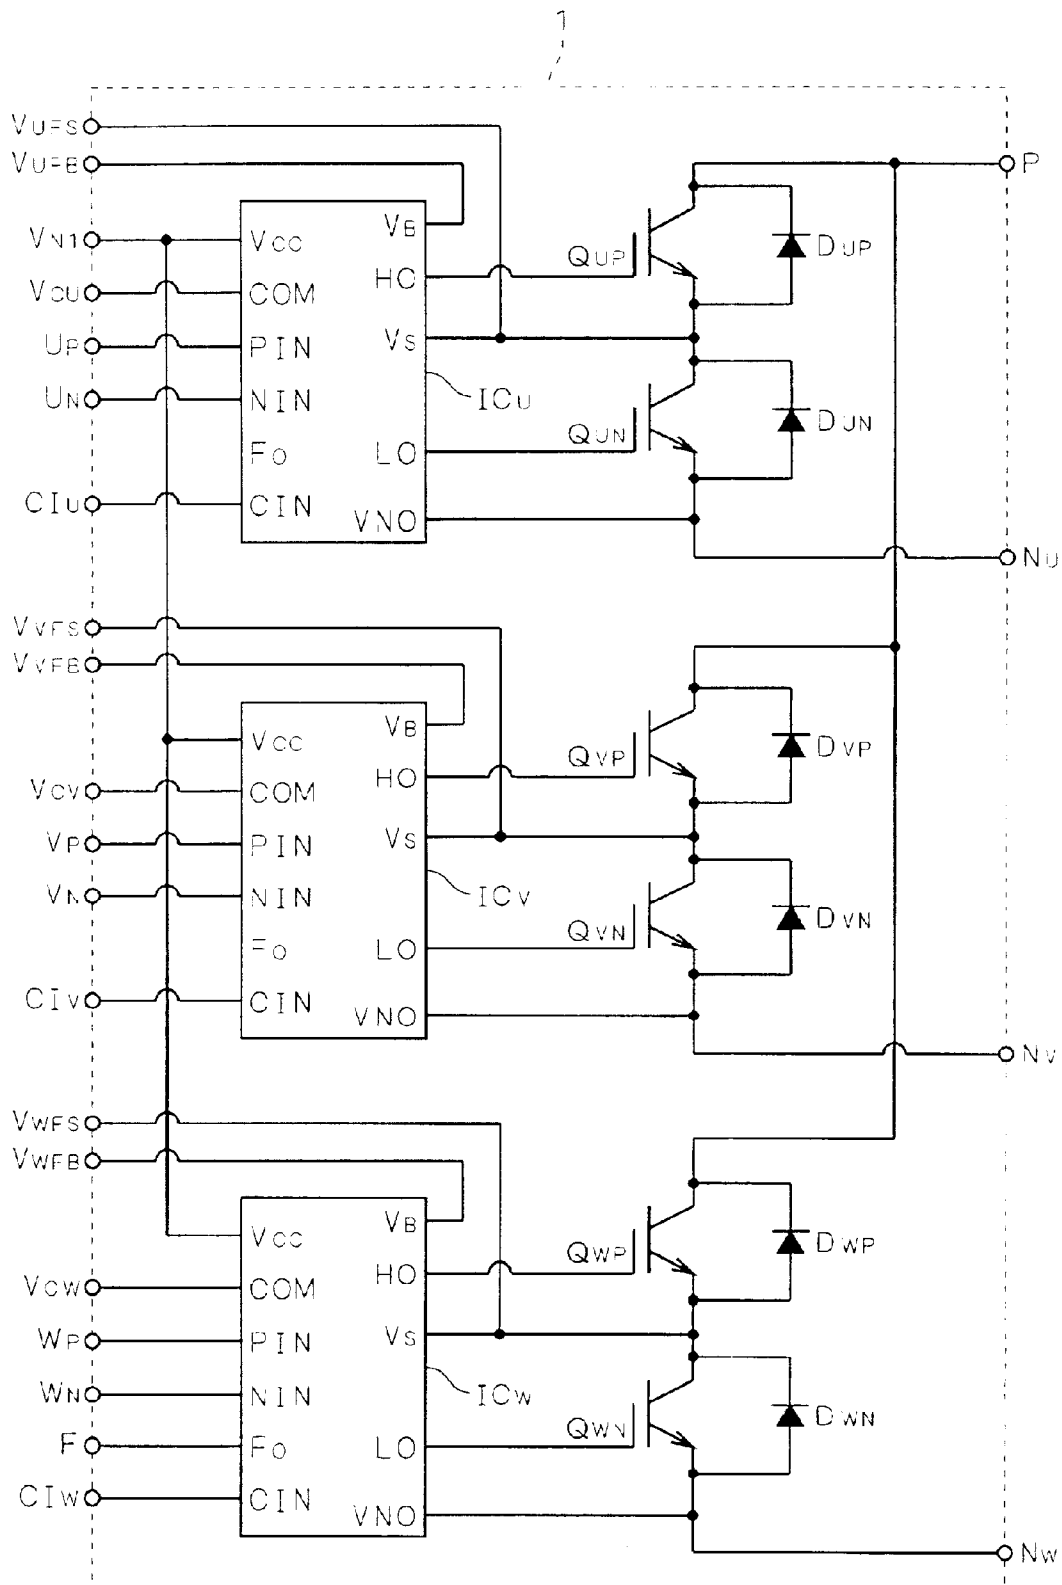 1
VUFS
VUFB
VN1
VCU
UP
UN
CIU
VCC
COM
PIN
NIN
FO
CIN
VB
HO
VS
LO
VNO
ICU
QUP
QUN
DUP
DUN
P
NU
VVFS
VVFB
VCV
VP
VN
CIV
VCC
COM
PIN
NIN
FO
CIN
VB
HO
VS
LO
VNO
ICV
QVP
QVN
DVP
DVN
NV
VWFS
VWFB
VCW
WP
WN
F
CIW
VCC
COM
PIN
NIN
FO
CIN
VB
HO
VS
LO
VNO
ICW
QWP
QWN
DWP
DWN
NW